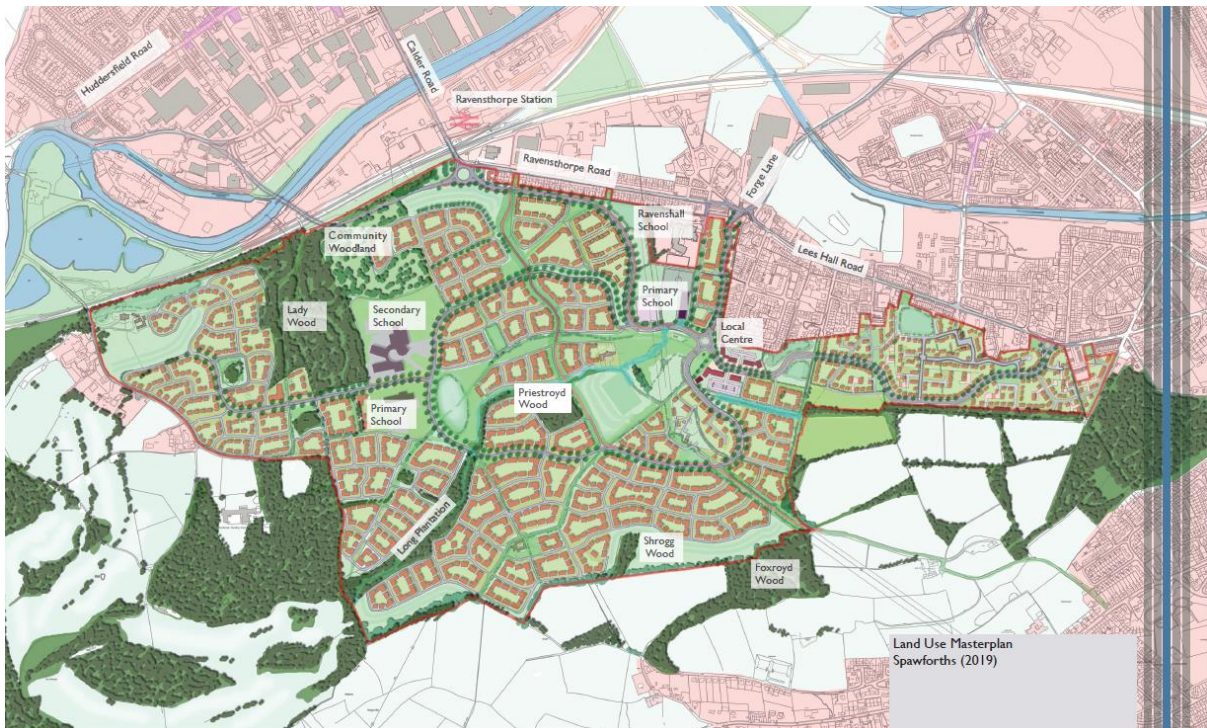 Huddersfield Road
Calder Road
Ravensthorpe Station
Ravensthorpe Road
Forge Lane
Ravenshall
School
Lees Hall Road
Community
Woodland
Lady
Wood
Secondary
School
Primary
School
Local
Centre
Primary
School
Priestroyd
Wood
Long Plantation
Shrogg
Wood
Foxroyd
Wood
Land Use Masterplan
Spawforths (2019)